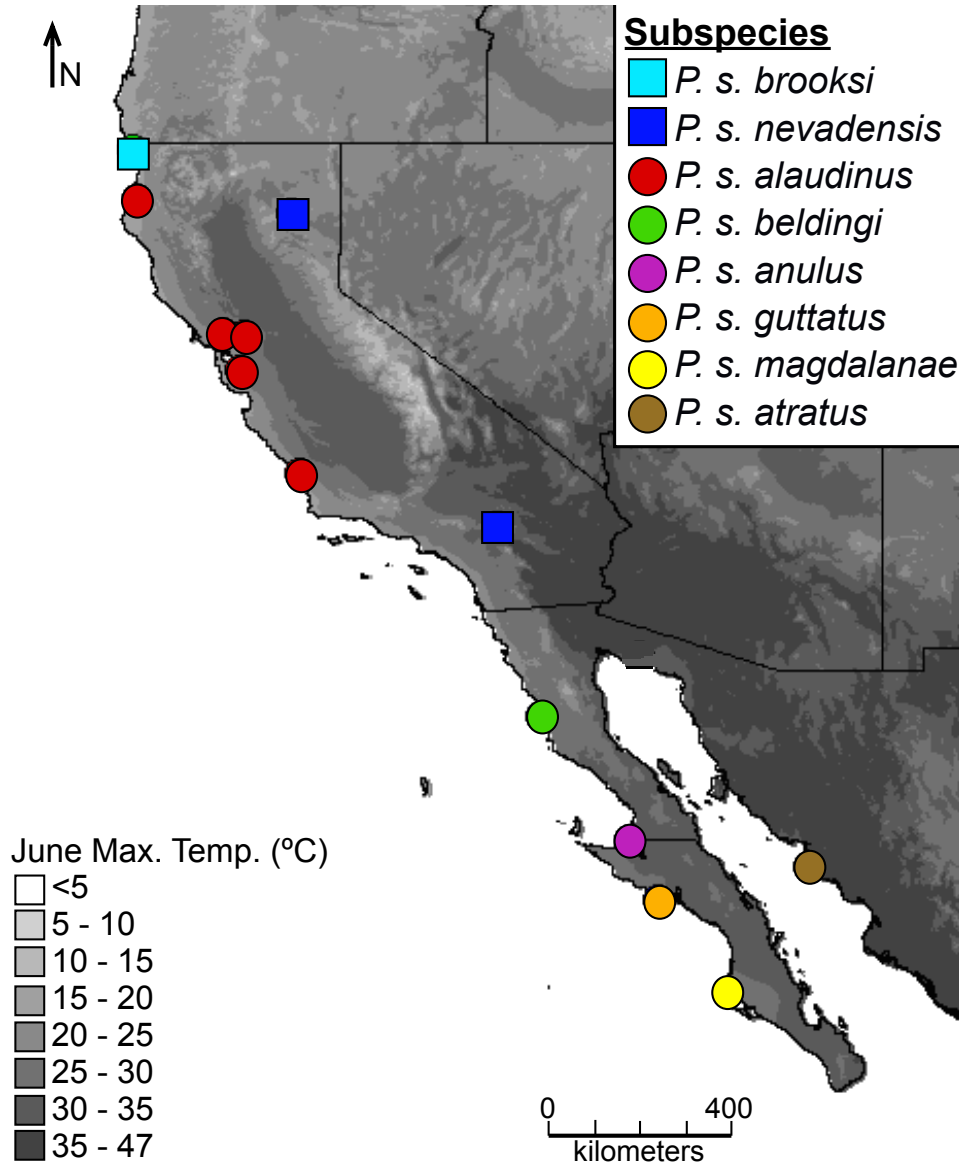 N
Subspecies
P. s. brooksi
P. s. nevadensis
P. s. alaudinus
P. s. beldingi
P. s. anulus
P. s. guttatus
P. s. magdalanae
P. s. atratus
June Max. Temp. (ºC)
<5
5 - 10
10 - 15
15 - 20
20 - 25
25 - 30
30 - 35
35 - 47
0 400
kilometers